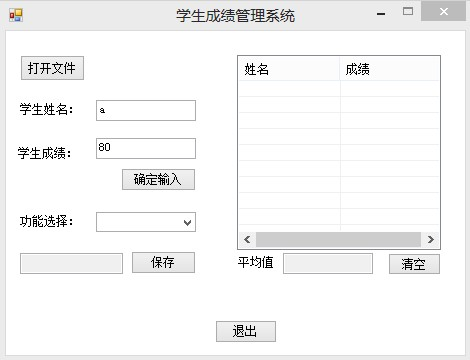 学生成绩管理系统
打开文件
姓名 成绩
学生姓名： a
学生成绩： 80
确定输入
功能选择：
保存
平均值
清空
退出